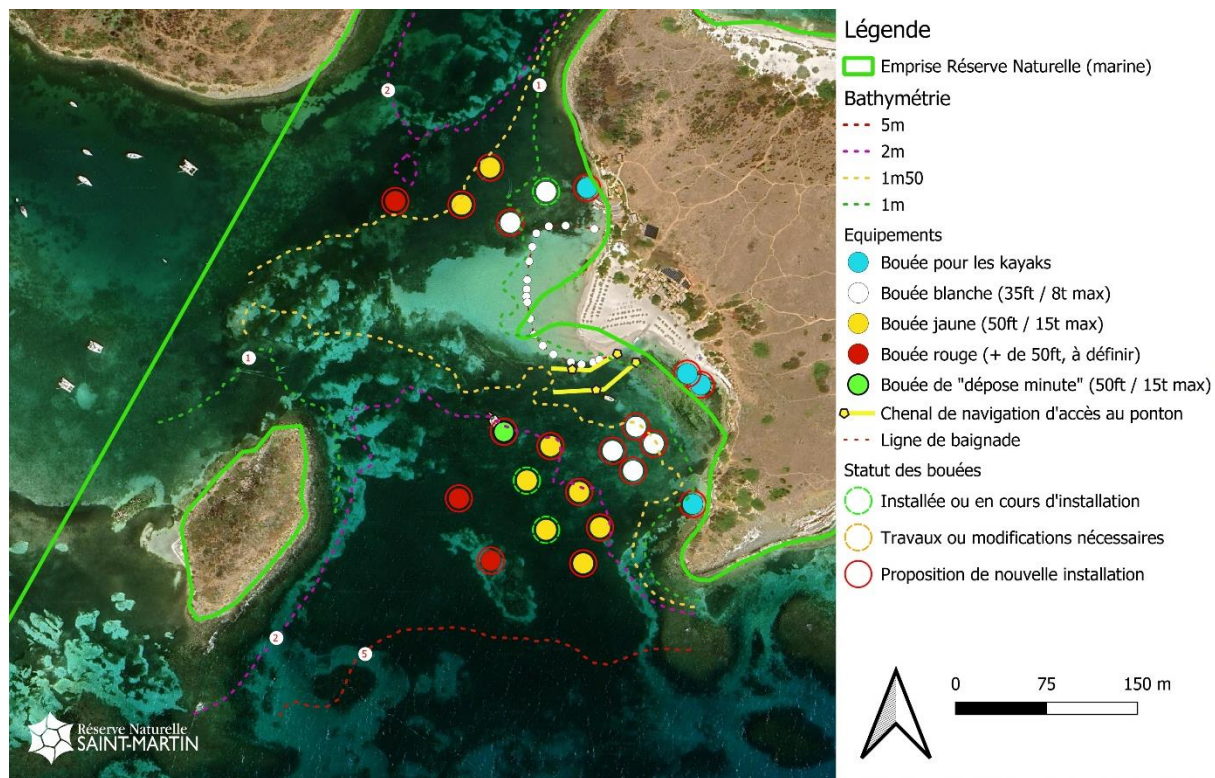 Légende
Emprise Réserve Naturelle (marine)
Bathymétrie
5m
2m
1m50
1m
Equipements
Bouée pour les kayaks
Bouée blanche (35ft / 8t max)
Bouée jaune (50ft / 15t max)
Bouée rouge (+ de 50ft, à définir)
Bouée de "dépose minute" (50ft / 15t max)
Chenal de navigation d'accès au ponton
Ligne de baignade
Statut des bouées
Installée ou en cours d'installation
Travaux ou modifications nécessaires
Proposition de nouvelle installation
0 75 150 m
2
1
1
2
5
Réserve Naturelle
SAINT-MARTIN